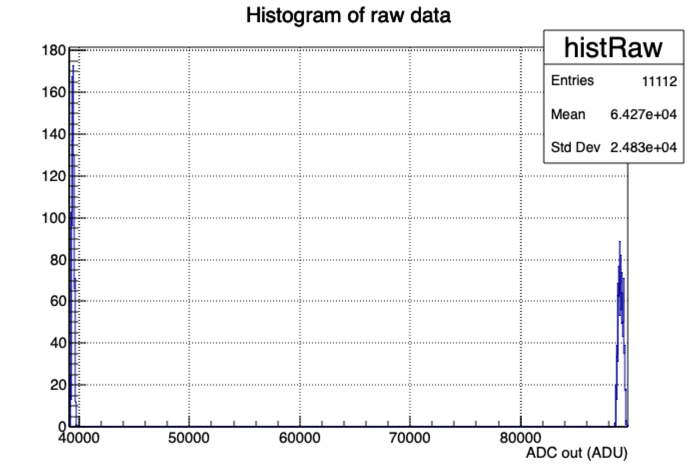 Histogram of raw data
histRaw
Entries 11112
Mean 6.427e+04
Std Dev 2.483e+04
180
160
140
120
100
80
60
40
20
0
40000 50000 60000 70000 80000
ADC out (ADU)